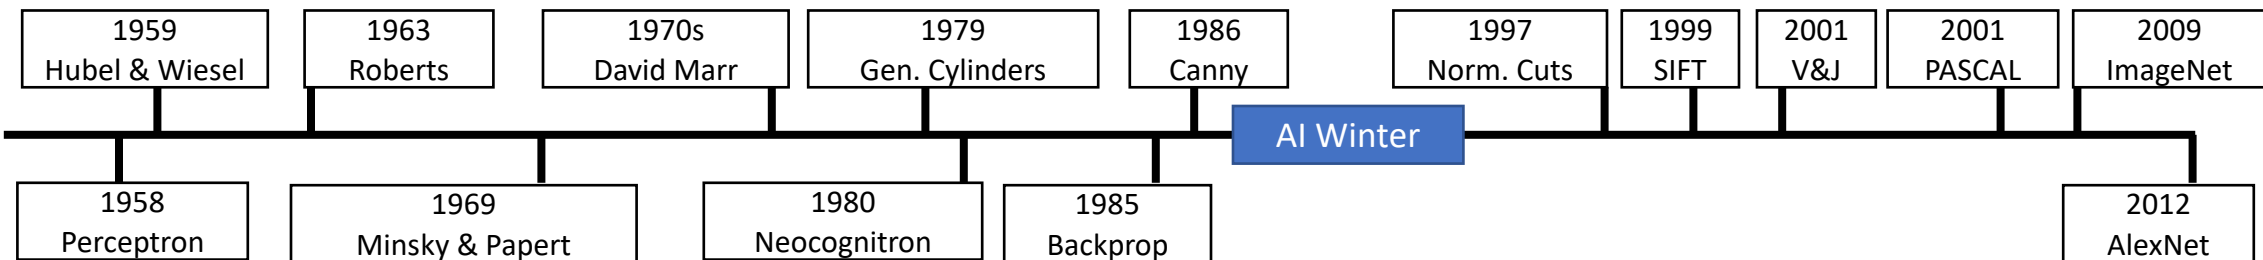 1959
Hubel & Wiesel
1963
Roberts
1970s
David Marr
1979
Gen. Cylinders
1986
Canny
1997
Norm. Cuts
1999
SIFT
2001
V&J
2001
PASCAL
2009
ImageNet
AI Winter
1958
Perceptron
1969
Minsky & Papert
1980
Neocognitron
1985
Backprop
2012
AlexNet